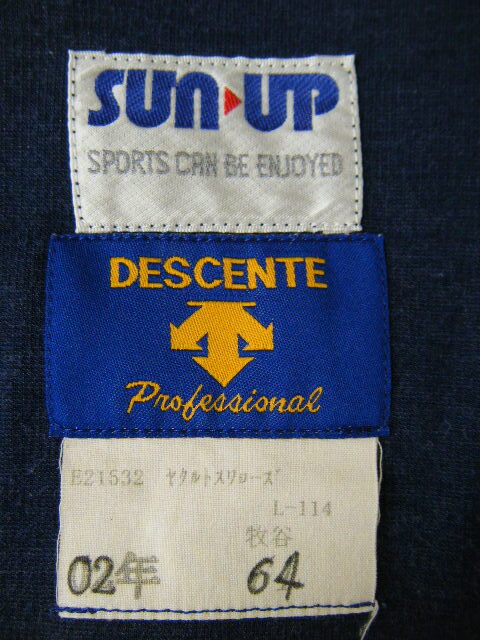 SUN UP
SPORTS CAN BE ENJOYED
DESCENTE
Professional
E21532 ヤクルトスワローズ
L-114
牧谷
02年 64